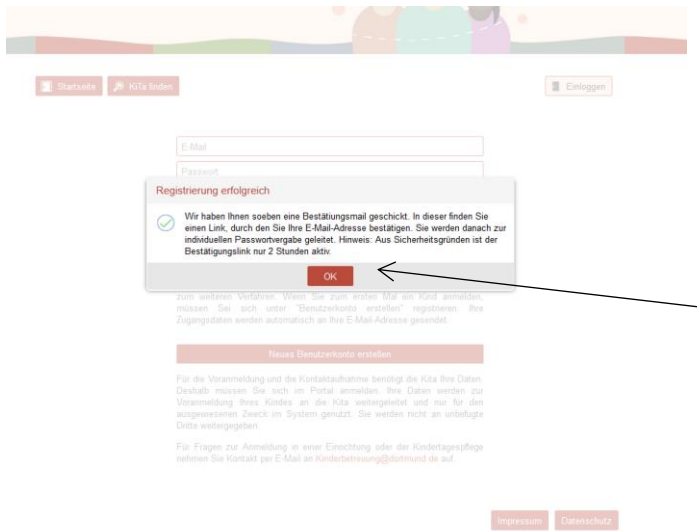 Startseite
KiTa finden
Einloggen
E-Mail
Passwort
Registrierung erfolgreich
Wir haben Ihnen soeben eine Bestätiungsmail geschickt. In dieser finden Sie
einen Link, durch den Sie Ihre E-Mail-Adresse bestätigen. Sie werden danach zur
individuellen Passwortvergabe geleitet. Hinweis: Aus Sicherheitsgründen ist der
Bestätigungslink nur 2 Stunden aktiv.
OK
zum weiteren Verfahren. Wenn Sie zum ersten Mal ein Kind anmelden,
müssen Sei sich unter "Benutzerkonto erstellen" registrieren. Ihre
Zugangsdaten werden automatisch an Ihre E-Mail-Adresse gesendet.
Neues Benutzerkonto erstellen
Für die Voranmeldung und die Kontaktaufnahme benötigt die Kita Ihre Daten.
Deshalb müssen Sie sich im Portal anmelden. Ihre Daten werden zur
Voranmeldung Ihres Kindes an die Kita weitergeleitet und nur für den
ausgewiesenen Zweck im System genutzt. Sie werden nicht an unbefugte
Dritte weitergegeben.
Für Fragen zur Anmeldung in einer Einrichtung oder der Kindertagespflege
nehmen Sie Kontakt per E-Mail an Kinderbetreuung@dortmund.de auf.
Impressum
Datenschutz